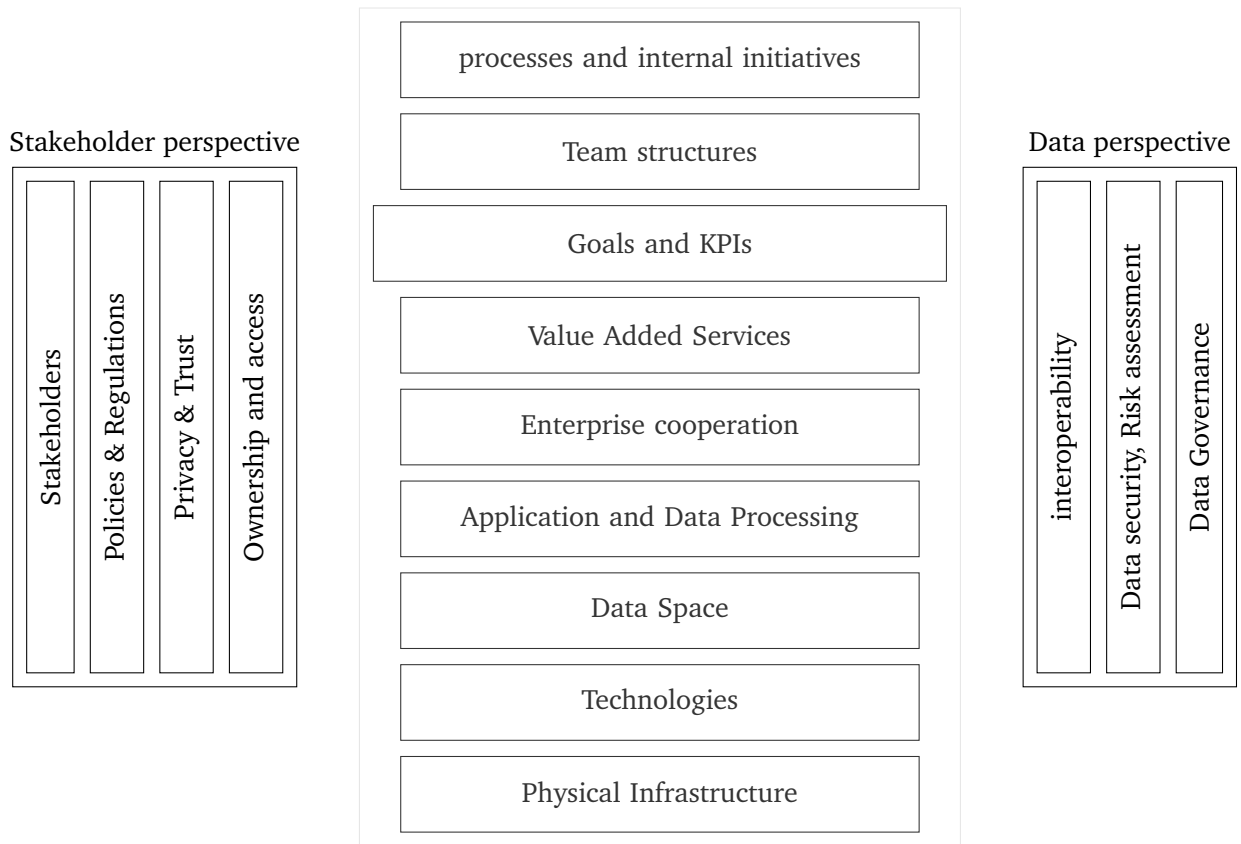 processes and internal initiatives
Stakeholder perspective
Team structures
Data perspective
Goals and KPIs
Value Added Services
Enterprise cooperation
Application and Data Processing
Data Space
Technologies
Physical Infrastructure
Stakeholders
Policies & Regulations
Privacy & Trust
Ownership and access
interoperability
Data security, Risk assessment
Data Governance